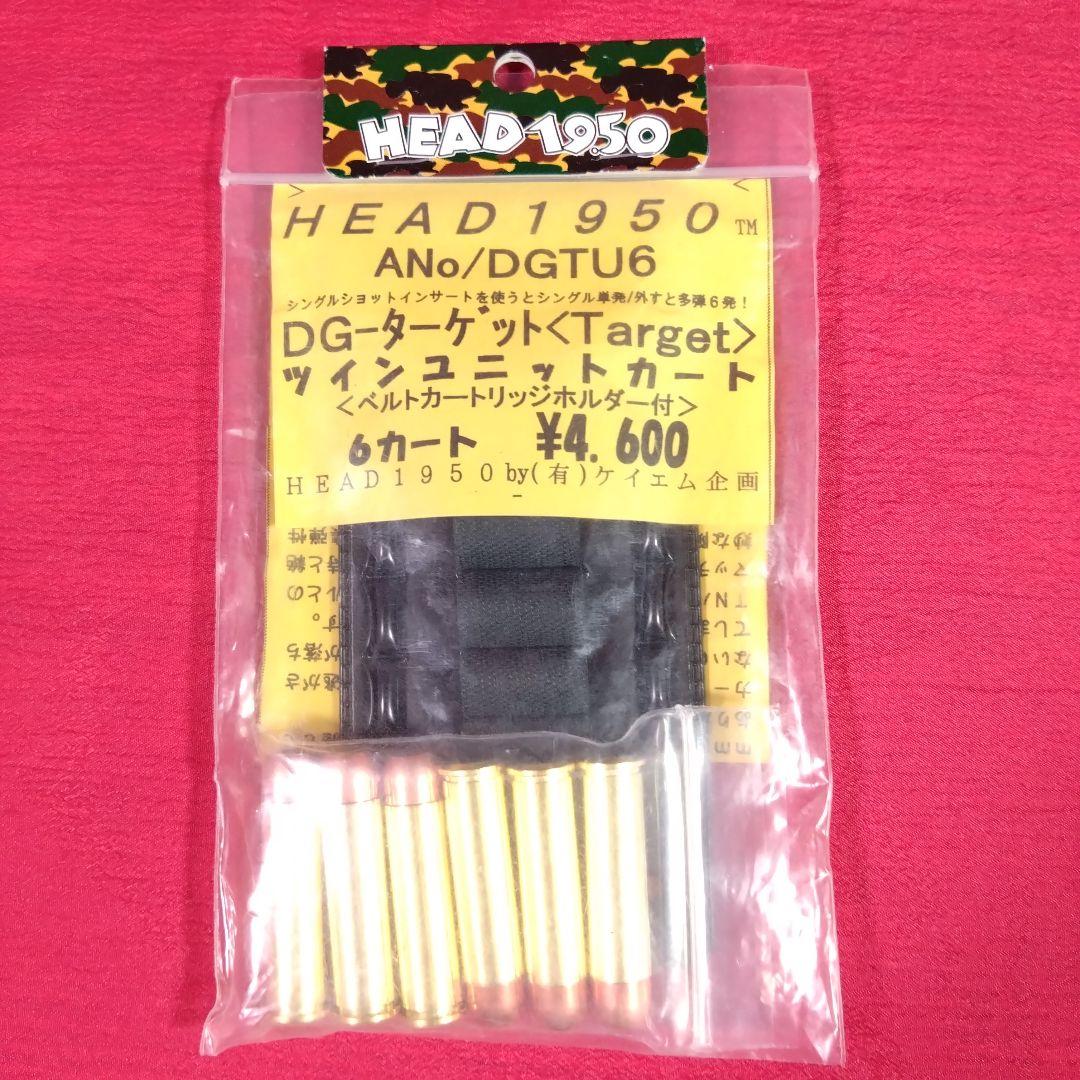 HEAD1950
HEAD1950™
ANo/DGTU6
シングルショットインサートを使うとシングル単発/外すと多弾6発！
DG-ターゲット<Target>
ツインユニットカート
<ベルトカートリッジホルダー付>
6カート ¥4.600
HEAD1950by(有)ケイエム企画